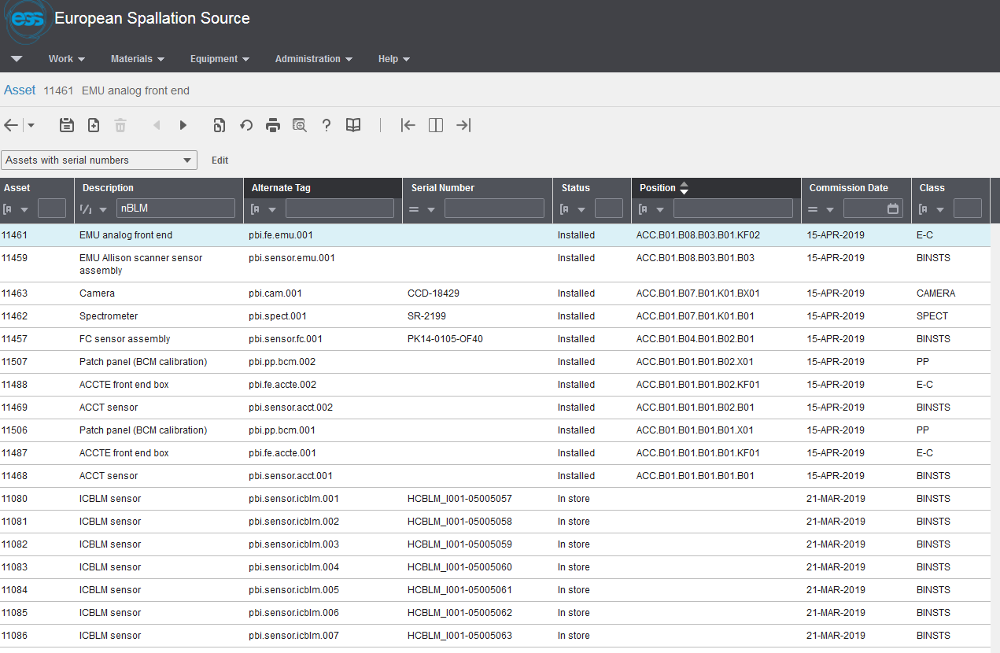 ess European Spallation Source
Work Materials Equipment Administration Help
Asset 11461 EMU analog front end
Assets with serial numbers Edit
Asset Description Alternate Tag Serial Number Status Position Commission Date Class
nBLM
11461 EMU analog front end pbi.fe.emu.001 Installed ACC.B01.B08.B03.B01.KF02 15-APR-2019 E-C
11459 EMU Allison scanner sensor pbi.sensor.emu.001 Installed ACC.B01.B08.B03.B01.B03 15-APR-2019 BINSTS
assembly
11463 Camera pbi.cam.001 CCD-18429 Installed ACC.B01.B07.B01.K01.BX01 15-APR-2019 CAMERA
11462 Spectrometer pbi.spect.001 SR-2199 Installed ACC.B01.B07.B01.K01.B01 15-APR-2019 SPECT
11457 FC sensor assembly pbi.sensor.fc.001 PK14-0105-OF40 Installed ACC.B01.B04.B01.B02.B01 15-APR-2019 BINSTS
11507 Patch panel (BCM calibration) pbi.pp.bcm.002 Installed ACC.B01.B01.B01.B02.X01 15-APR-2019 PP
11488 ACCTE front end box pbi.fe.accte.002 Installed ACC.B01.B01.B01.B02.KF01 15-APR-2019 E-C
11469 ACCT sensor pbi.sensor.acct.002 Installed ACC.B01.B01.B01.B02.B01 15-APR-2019 BINSTS
11506 Patch panel (BCM calibration) pbi.pp.bcm.001 Installed ACC.B01.B01.B01.B01.X01 15-APR-2019 PP
11487 ACCTE front end box pbi.fe.accte.001 Installed ACC.B01.B01.B01.B01.KF01 15-APR-2019 E-C
11468 ACCT sensor pbi.sensor.acct.001 Installed ACC.B01.B01.B01.B01.B01 15-APR-2019 BINSTS
11080 ICBLM sensor pbi.sensor.icblm.001 HCBLM_I001-05005057 In store 21-MAR-2019 BINSTS
11081 ICBLM sensor pbi.sensor.icblm.002 HCBLM_I001-05005058 In store 21-MAR-2019 BINSTS
11082 ICBLM sensor pbi.sensor.icblm.003 HCBLM_I001-05005059 In store 21-MAR-2019 BINSTS
11083 ICBLM sensor pbi.sensor.icblm.004 HCBLM_I001-05005060 In store 21-MAR-2019 BINSTS
11084 ICBLM sensor pbi.sensor.icblm.005 HCBLM_I001-05005061 In store 21-MAR-2019 BINSTS
11085 ICBLM sensor pbi.sensor.icblm.006 HCBLM_I001-05005062 In store 21-MAR-2019 BINSTS
11086 ICBLM sensor pbi.sensor.icblm.007 HCBLM_I001-05005063 In store 21-MAR-2019 BINSTS